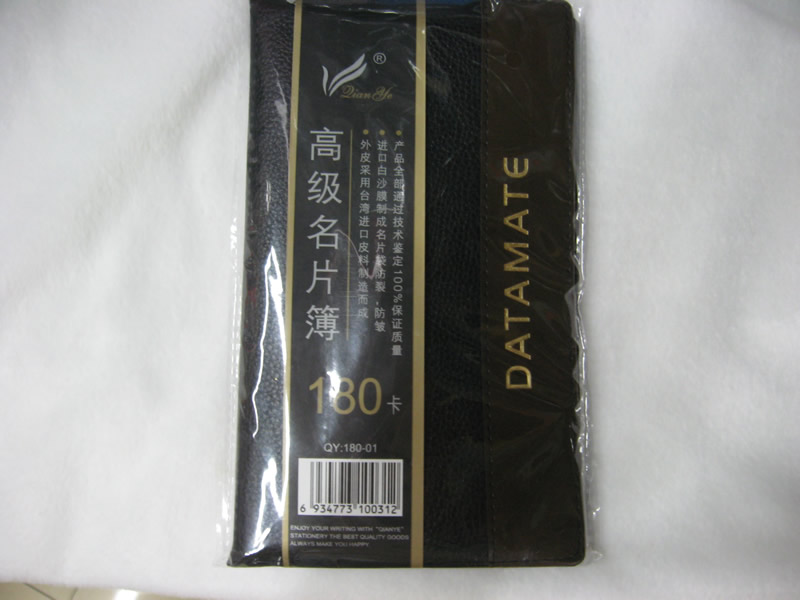 ®
Qian Ye
高级名片簿
• 产品全部通过技术鉴定100%保证质量
• 进口白沙膜制成名片袋防裂，防皱
• 外皮采用台湾进口皮料制造而成
180卡
QY:180-01
6 934773 100312
ENJOY YOUR WRITING WITH "QIANYE"
STATIONERY THE BEST QUALITY GOODS
ALWAYS MAKE YOU HAPPY
DATAMATE